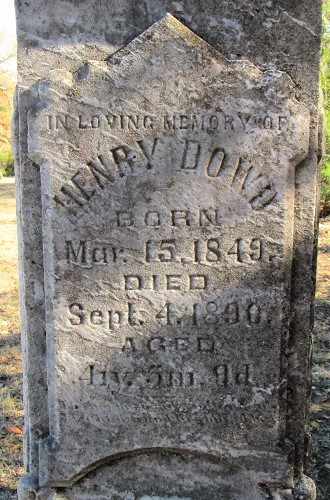 IN LOVING MEMORY OF
HENRY DOWD
BORN
Mar. 15, 1849.
DIED
Sept. 4, 1890.
AGED
41y. 5m. 9d.